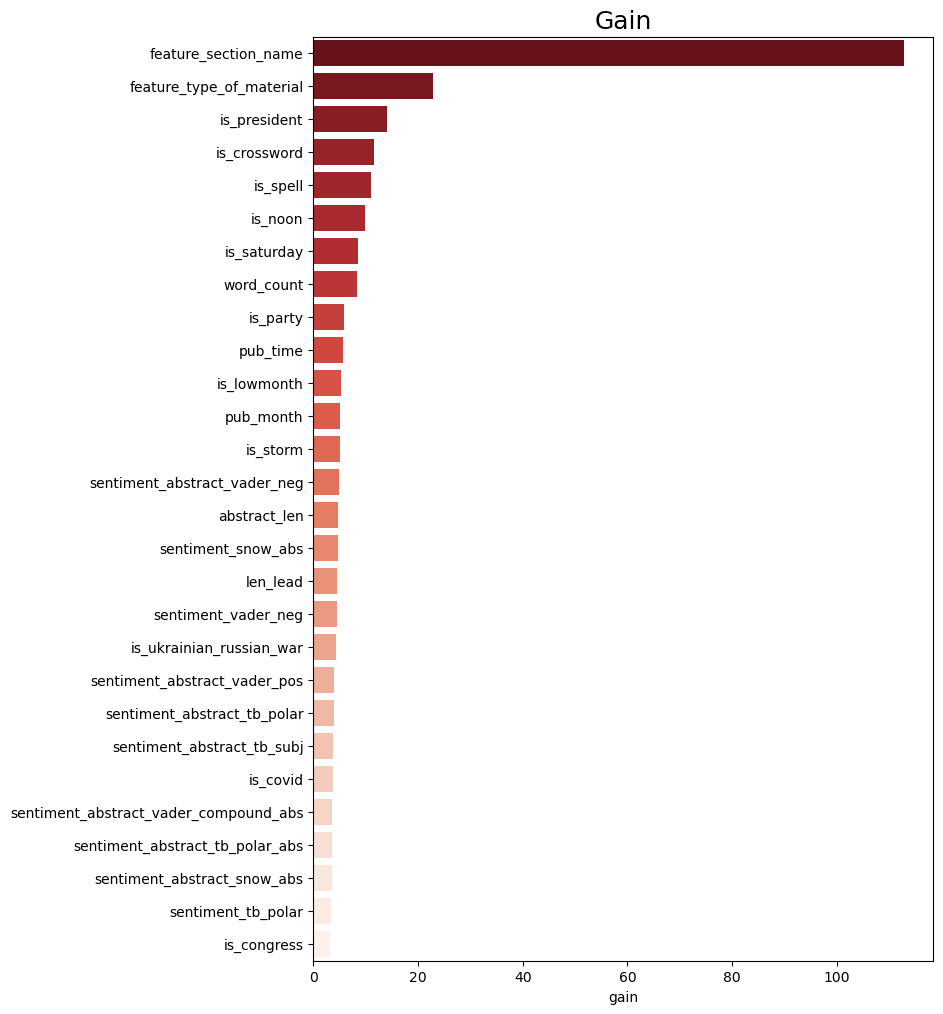 Gain
feature_section_name
feature_type_of_material
is_president
is_crossword
is_spell
is_noon
is_saturday
word_count
is_party
pub_time
is_lowmonth
pub_month
is_storm
sentiment_abstract_vader_neg
abstract_len
sentiment_snow_abs
len_lead
sentiment_vader_neg
is_ukrainian_russian_war
sentiment_abstract_vader_pos
sentiment_abstract_tb_polar
sentiment_abstract_tb_subj
is_covid
sentiment_abstract_vader_compound_abs
sentiment_abstract_tb_polar_abs
sentiment_abstract_snow_abs
sentiment_tb_polar
is_congress
0 20 40 60 80 100
gain